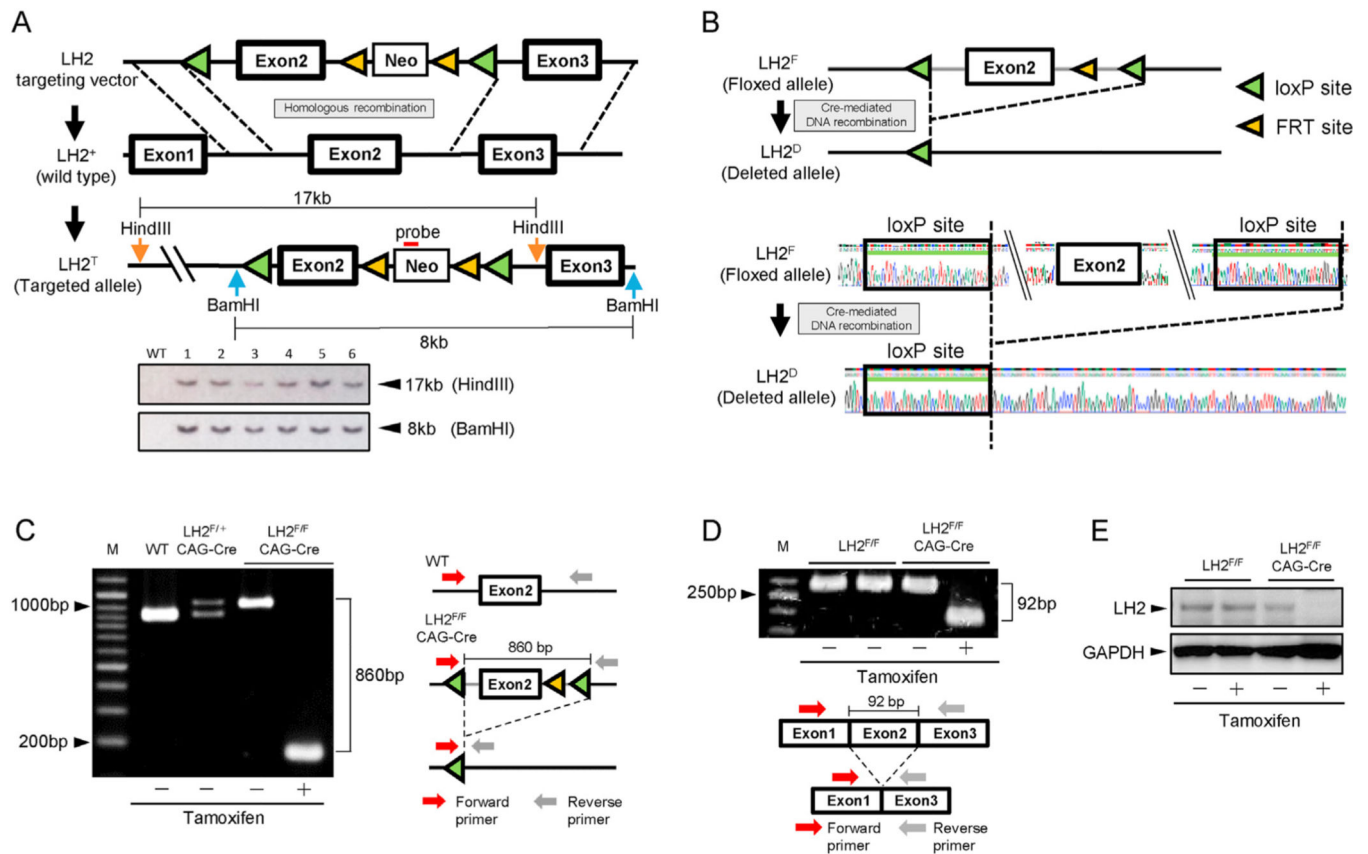 A
LH2
targeting vector
Exon2
Neo
Exon3
Homologous recombination
LH2+
(wild type)
Exon1
Exon2
Exon3
17kb
HindIII
probe
HindIII
LH2T
(Targeted allele)
Exon2
Neo
Exon3
BamHI
BamHI
8kb
WT 1 2 3 4 5 6
17kb (HindIII)
8kb (BamHI)
B
LH2F
(Floxed allele)
Exon2
loxP site
FRT site
Cre-mediated
DNA recombination
LH2D
(Deleted allele)
loxP site
loxP site
LH2F
(Floxed allele)
Exon2
Cre-mediated
DNA recombination
loxP site
LH2D
(Deleted allele)
C
M
WT
LH2F/+
CAG-Cre
LH2F/F
CAG-Cre
1000bp
200bp
860bp
− − − +
Tamoxifen
WT
Exon2
LH2F/F
CAG-Cre
860 bp
Exon2
Forward
primer
Reverse
primer
D
M
LH2F/F
LH2F/F
CAG-Cre
250bp
92bp
− − − +
Tamoxifen
92 bp
Exon1 Exon2 Exon3
Exon1 Exon3
Forward
primer
Reverse
primer
E
LH2F/F
LH2F/F
CAG-Cre
LH2
GAPDH
− + − +
Tamoxifen